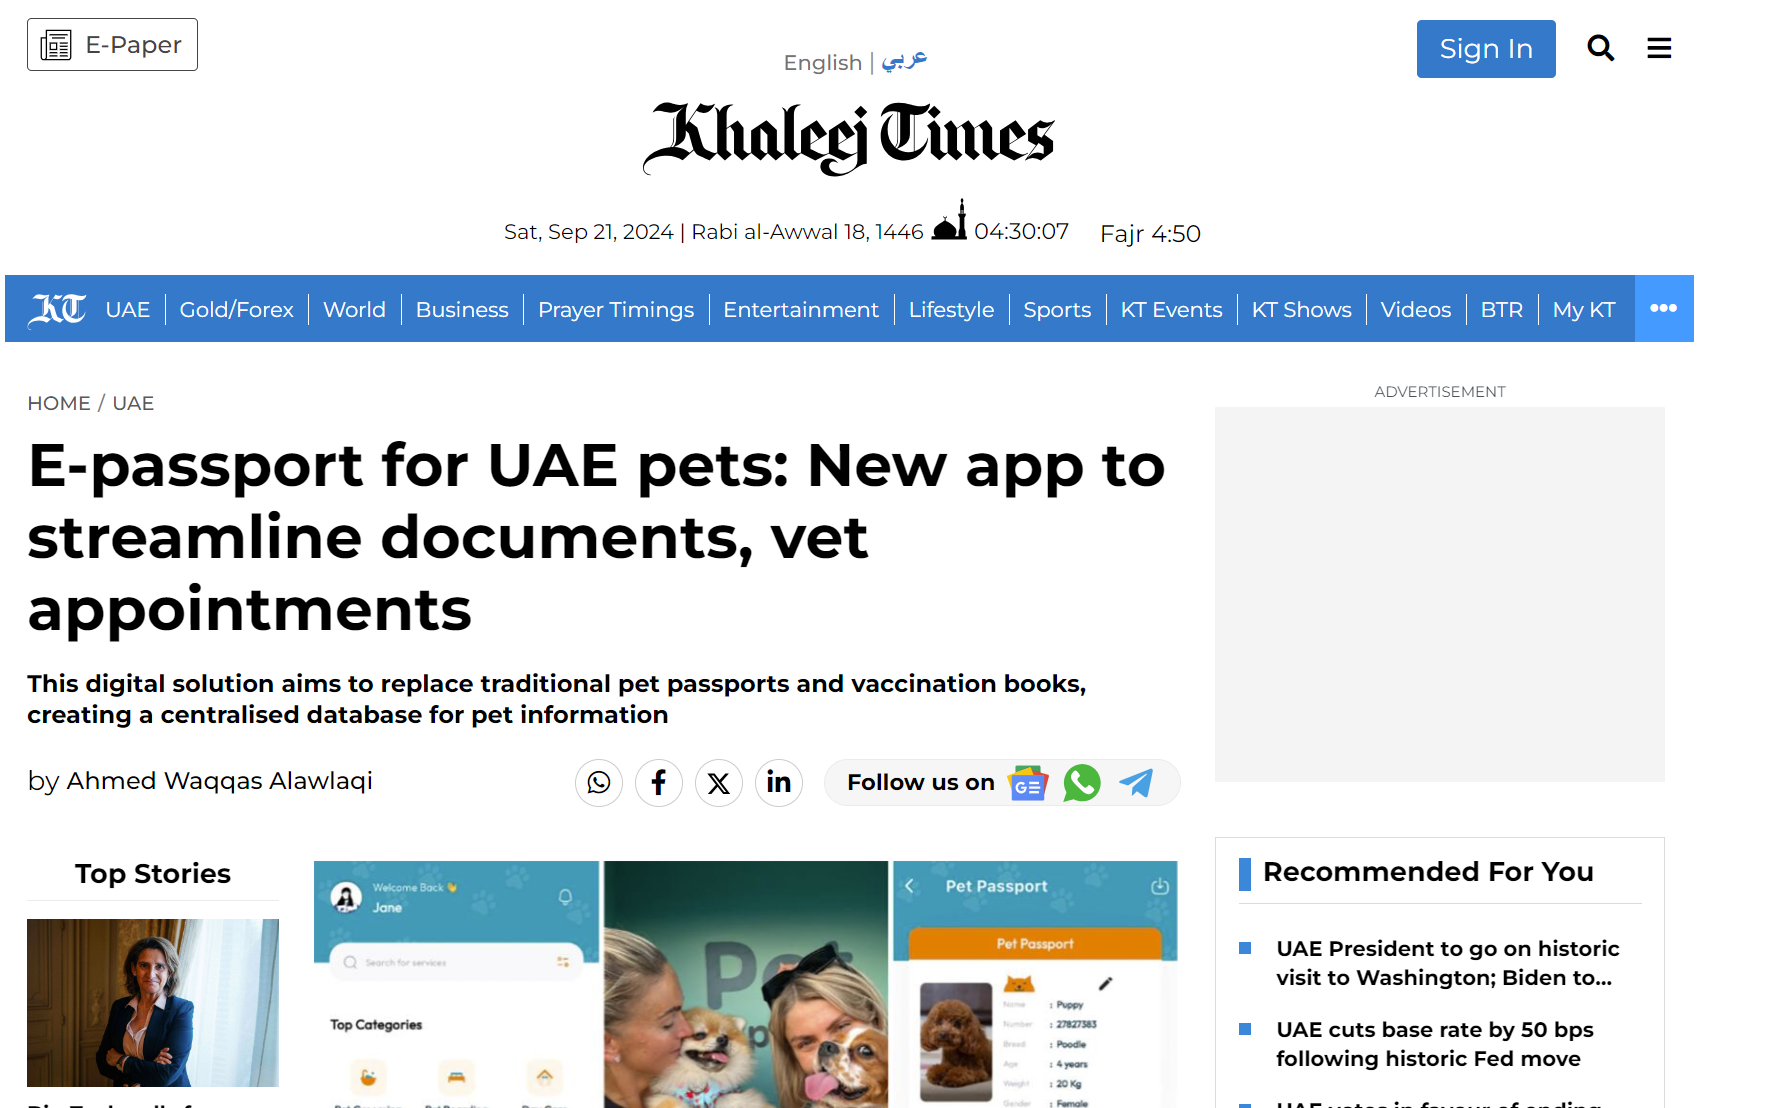 E-Paper
English | عربي
Sign In
Khaleej Times
Sat, Sep 21, 2024 | Rabi al-Awwal 18, 1446 04:30:07 Fajr 4:50
KT UAE Gold/Forex World Business Prayer Timings Entertainment Lifestyle Sports KT Events KT Shows Videos BTR My KT •••
HOME / UAE
E-passport for UAE pets: New app to
streamline documents, vet
appointments
This digital solution aims to replace traditional pet passports and vaccination books,
creating a centralised database for pet information
by Ahmed Waqqas Alawlaqi
Follow us on
Top Stories
Welcome Back
Jane
Search for services
Top Categories
Pet
Pet Passport
Pet Passport
Name : Puppy
Number : 27827383
Breed : Poodle
Age : 4 years
Weight : 20 Kg
Gender : Female
ADVERTISEMENT
Recommended For You
UAE President to go on historic
visit to Washington; Biden to...
UAE cuts base rate by 50 bps
following historic Fed move